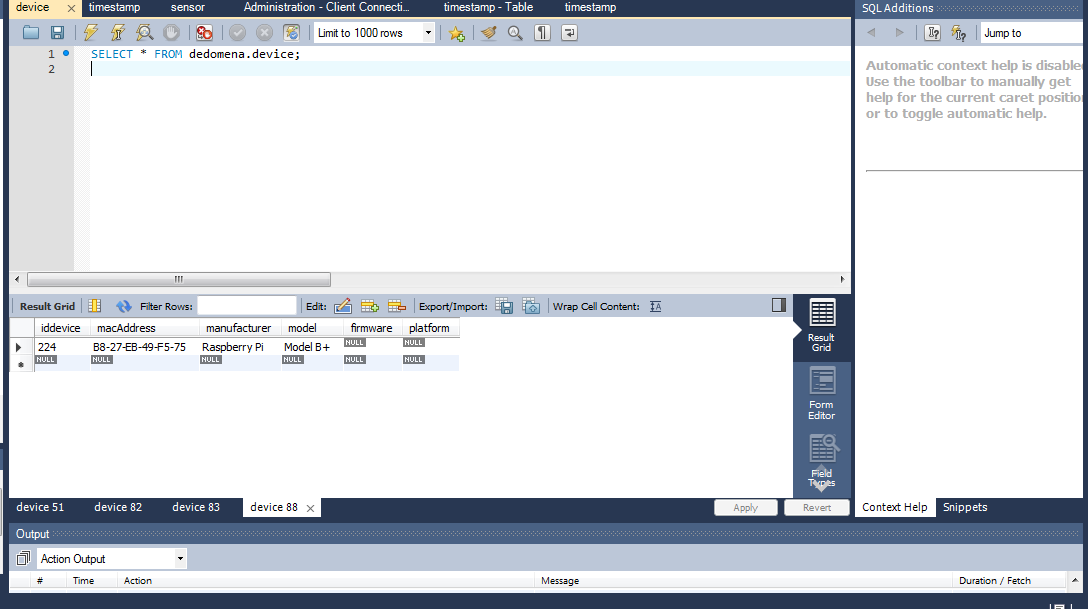 device timestamp sensor Administration - Client Connecti... timestamp - Table timestamp
SQL Additions
Limit to 1000 rows
Jump to
1 SELECT * FROM dedomena.device;
2
Automatic context help is disable
Use the toolbar to manually get
help for the current caret position
or to toggle automatic help.
Result Grid Filter Rows: Edit: Export/Import: Wrap Cell Content:
iddevice macAddress manufacturer model firmware platform
224 B8-27-EB-49-F5-75 Raspberry Pi Model B+ NULL NULL
NULL NULL NULL NULL NULL NULL
Result
Grid
Form
Editor
Field
Types
device 51 device 82 device 83 device 88
Apply Revert
Context Help Snippets
Output
Action Output
# Time Action Message Duration / Fetch